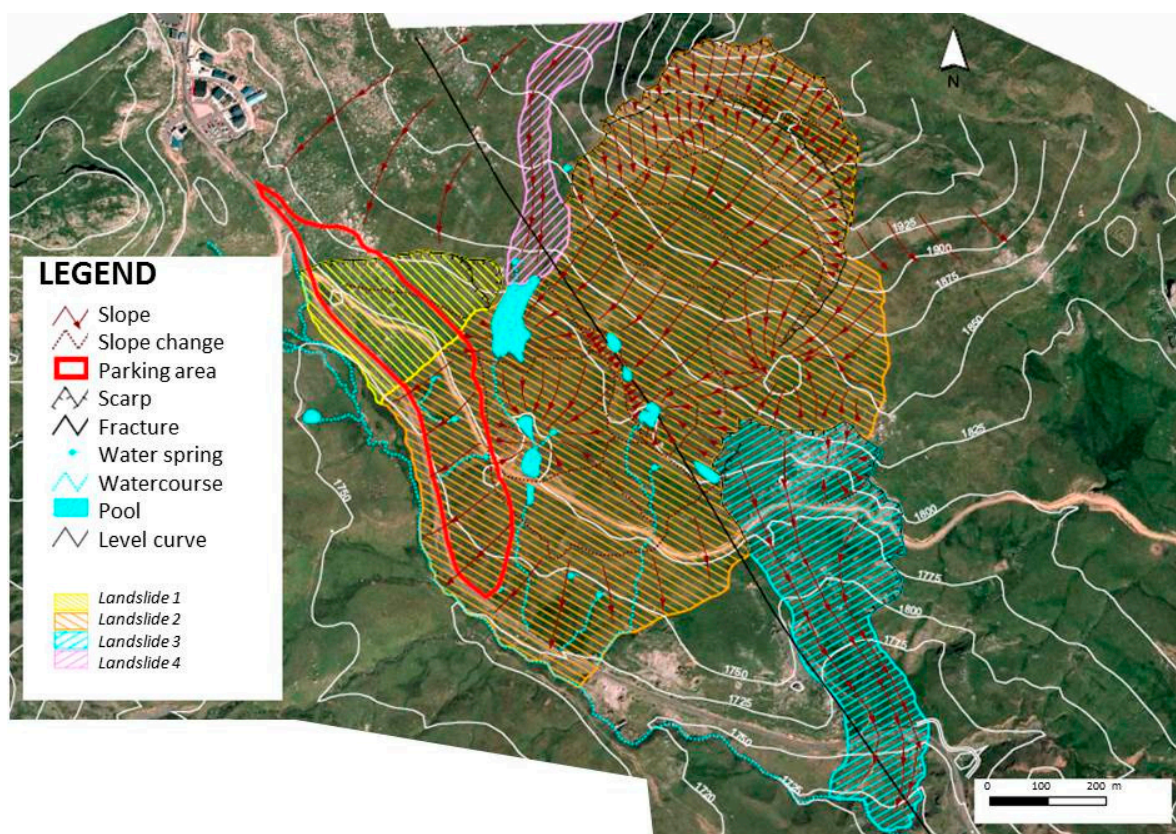 N
1925
1900
1875
1850
1825
1800
1775
1800
1775
1750
1750
1725
1750
1725
1720
LEGEND
Slope
Slope change
Parking area
Scarp
Fracture
Water spring
Watercourse
Pool
Level curve
Landslide 1
Landslide 2
Landslide 3
Landslide 4
0 100 200 m